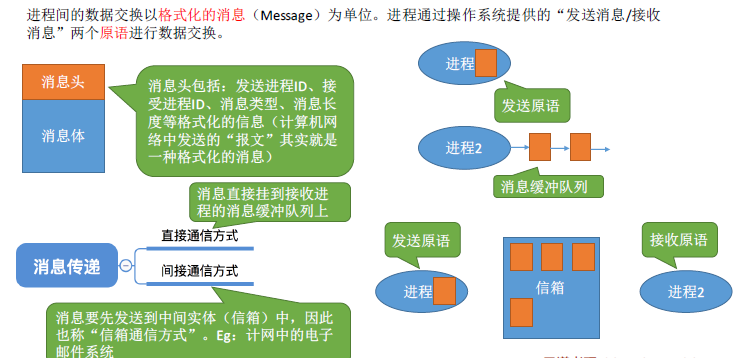 进程间的数据交换以格式化的消息（Message）为单位。进程通过操作系统提供的“发送消息/接收
消息”两个原语进行数据交换。
消息头
消息体
消息头包括：发送进程ID、接
受进程ID、消息类型、消息长
度等格式化的信息（计算机网
络中发送的“报文”其实就是
一种格式化的消息）
进程
发送原语
进程2
消息缓冲队列
消息直接挂到接收进
程的消息缓冲队列上
直接通信方式
消息传递
间接通信方式
消息要先发送到中间实体（信箱）中，因此
也称“信箱通信方式”。Eg：计网中的电子
邮件系统
发送原语
进程
信箱
接收原语
进程2